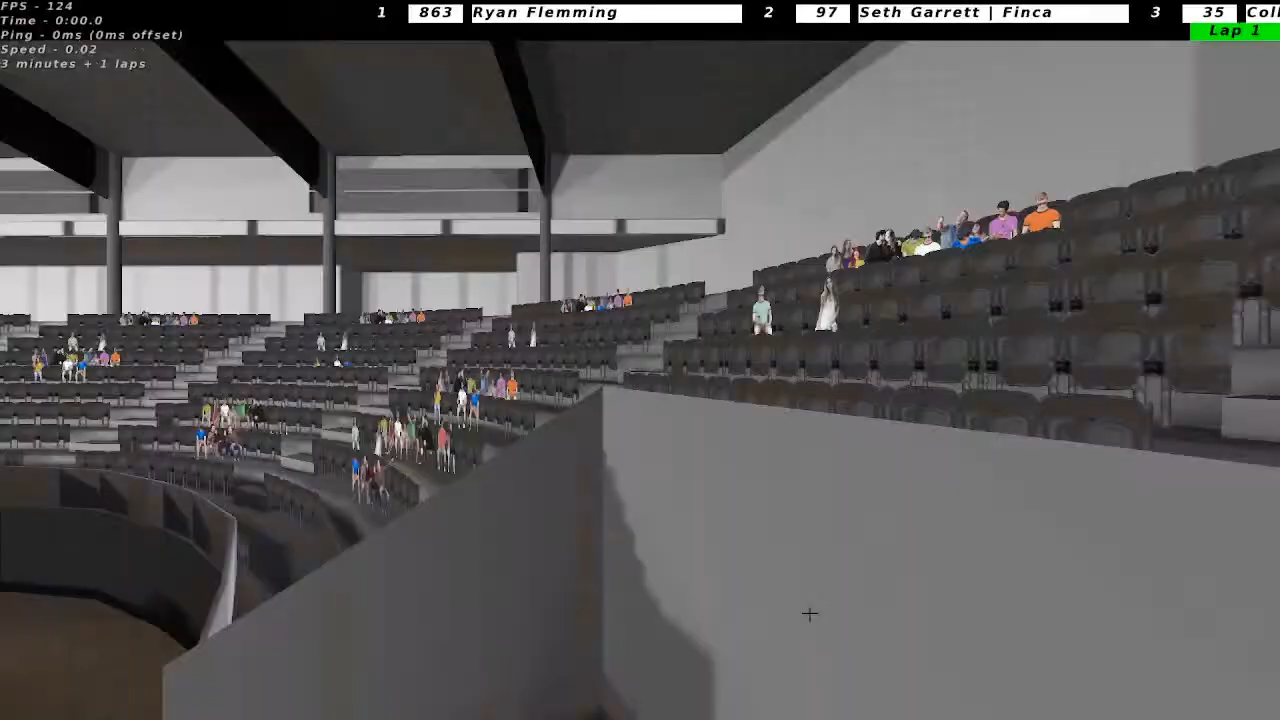 FPS - 124
Time - 0:00.0
Ping - 0ms (0ms offset)
Speed - 0.02
3 minutes + 1 laps
1 863 Ryan Flemming 2 97 Seth Garrett | Finca 3 35 Coll
Lap 1